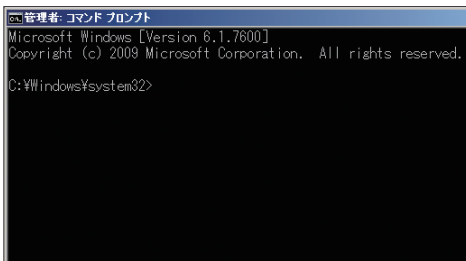 管理者: コマンド プロンプト
Microsoft Windows [Version 6.1.7600]
Copyright (c) 2009 Microsoft Corporation.  All rights reserved.
C:¥Windows¥system32>